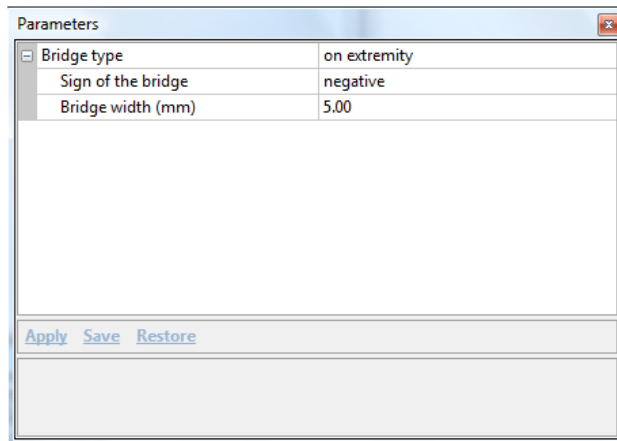 Parameters
Bridge type on extremity
Sign of the bridge negative
Bridge width (mm) 5.00
Apply Save Restore